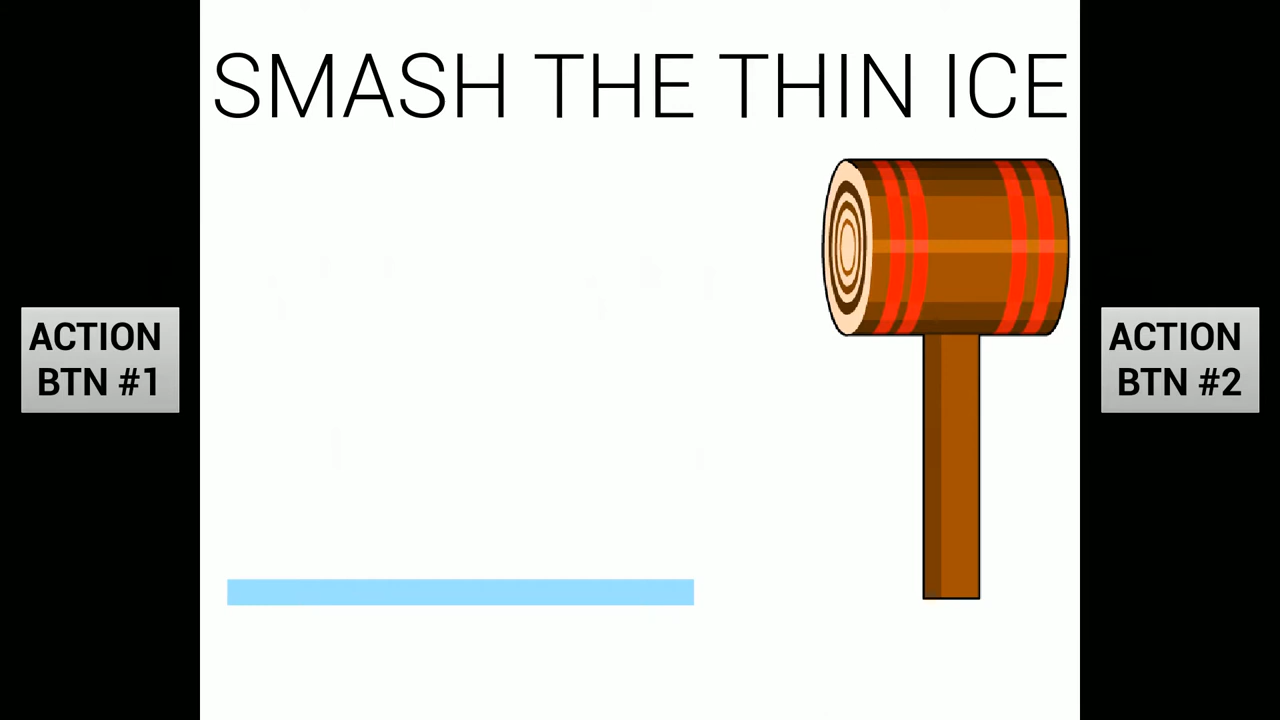 SMASH THE THIN ICE
ACTION
BTN #1
ACTION
BTN #2